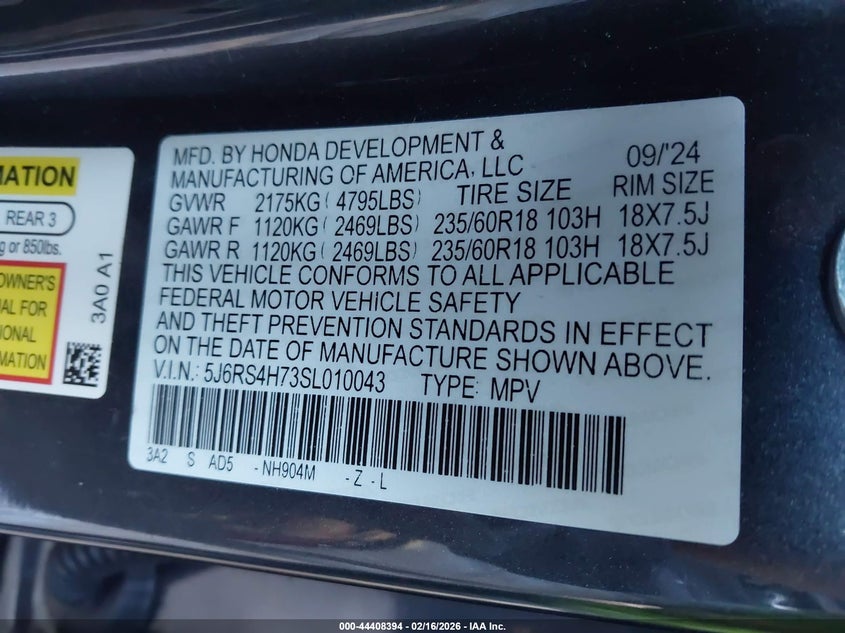 MATION
REAR 3
g or 850lbs.
OWNER'S
UAL FOR
IONAL
MATION
3A0 A1
MFD. BY HONDA DEVELOPMENT &
MANUFACTURING OF AMERICA, LLC 09/'24
GVWR 2175KG( 4795LBS) TIRE SIZE RIM SIZE
GAWR F 1120KG( 2469LBS) 235/60R18 103H 18X7.5J
GAWR R 1120KG( 2469LBS) 235/60R18 103H 18X7.5J
THIS VEHICLE CONFORMS TO ALL APPLICABLE
FEDERAL MOTOR VEHICLE SAFETY
AND THEFT PREVENTION STANDARDS IN EFFECT
ON THE DATE OF MANUFACTURE SHOWN ABOVE.
V.I.N.: 5J6RS4H73SL010043 TYPE: MPV
3A2 S AD5 -NH904M -Z-L
000-44408394 - 02/16/2026 - IAA Inc.